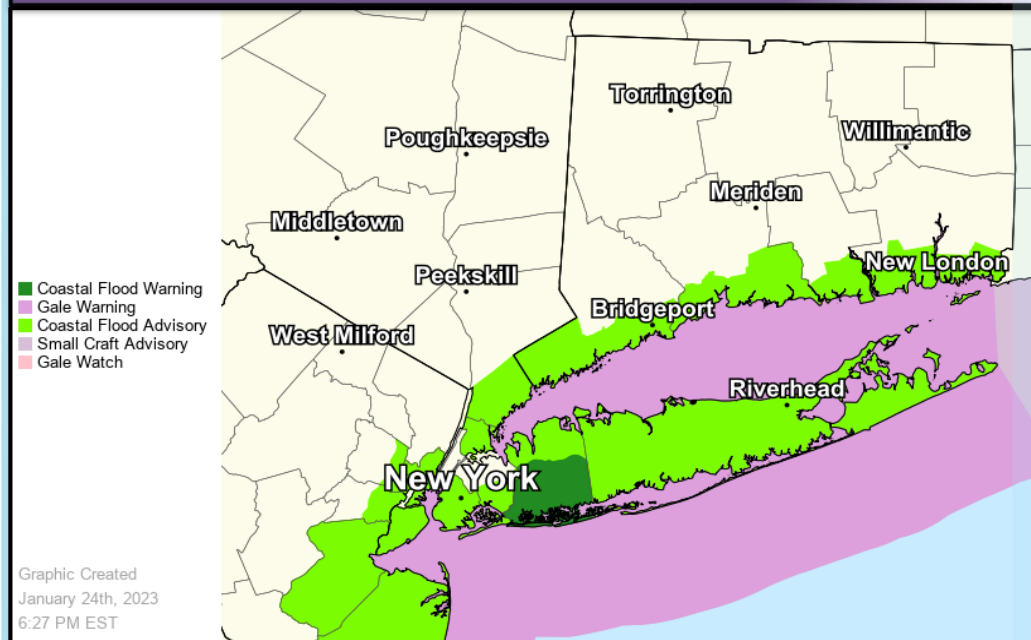 Torrington
Willimantic
Poughkeepsie
Meriden
Middletown
New London
Peekskill
Coastal Flood Warning
Gale Warning
Bridgeport
Coastal Flood Advisory
West Milford
Small Craft Advisory
Gale Watch
Riverhead
New York
Graphic Created
January 24th, 2023
6:27 PM EST